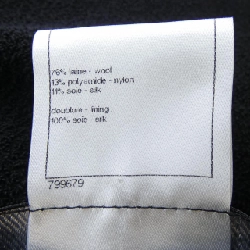 76% laine - wool
13% polyamide - nylon
11% soie - silk
doublure - lining
100% soie - silk
799679